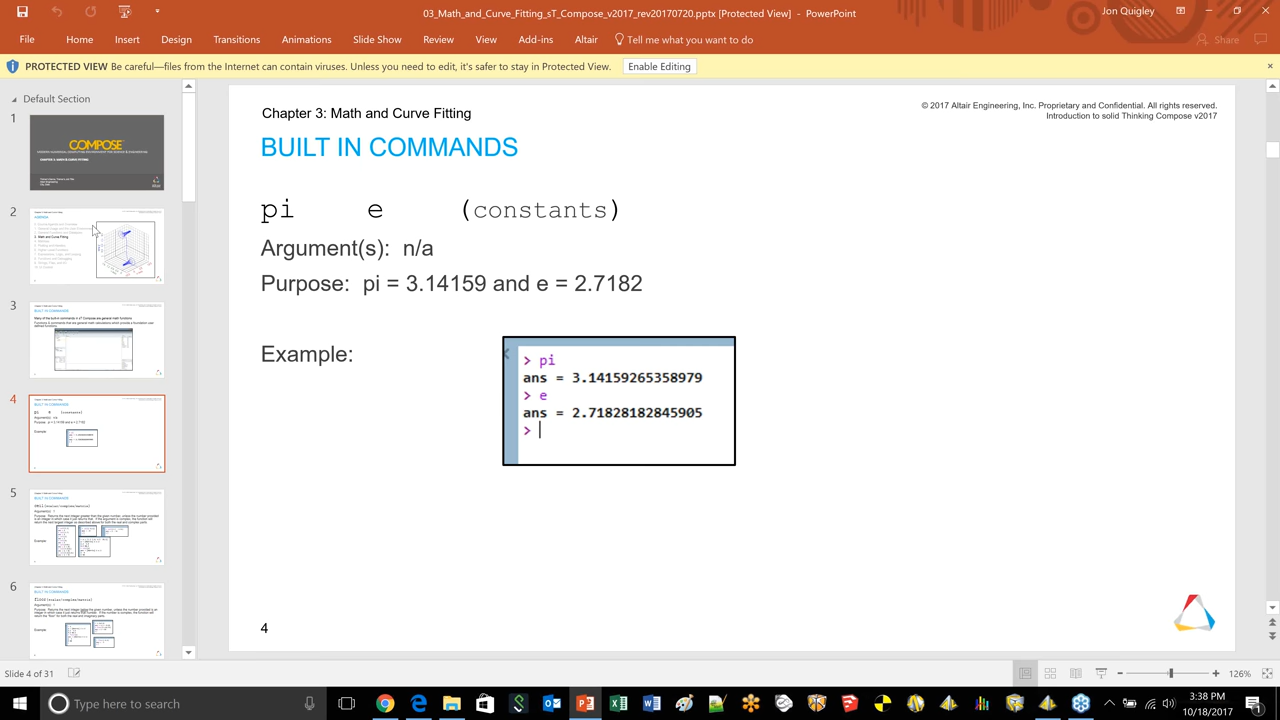 03_Math_and_Curve_Fitting_sT_Compose_v2017_rev20170720.pptx [Protected View] - PowerPoint
Jon Quigley
File Home Insert Design Transitions Animations Slide Show Review View Add-ins Altair Tell me what you want to do
Share
PROTECTED VIEW Be careful—files from the Internet can contain viruses. Unless you need to edit, it's safer to stay in Protected View. Enable Editing
Default Section
1
COMPOSE
2
3
4
5
6
Chapter 3: Math and Curve Fitting
© 2017 Altair Engineering, Inc. Proprietary and Confidential. All rights reserved.
Introduction to solid Thinking Compose v2017
BUILT IN COMMANDS
pi e (constants)
Argument(s): n/a
Purpose: pi = 3.14159 and e = 2.7182
Example:
> pi
ans = 3.14159265358979
> e
ans = 2.71828182845905
>
4
Slide 4 of 31
126%
Type here to search
3:38 PM
10/18/2017